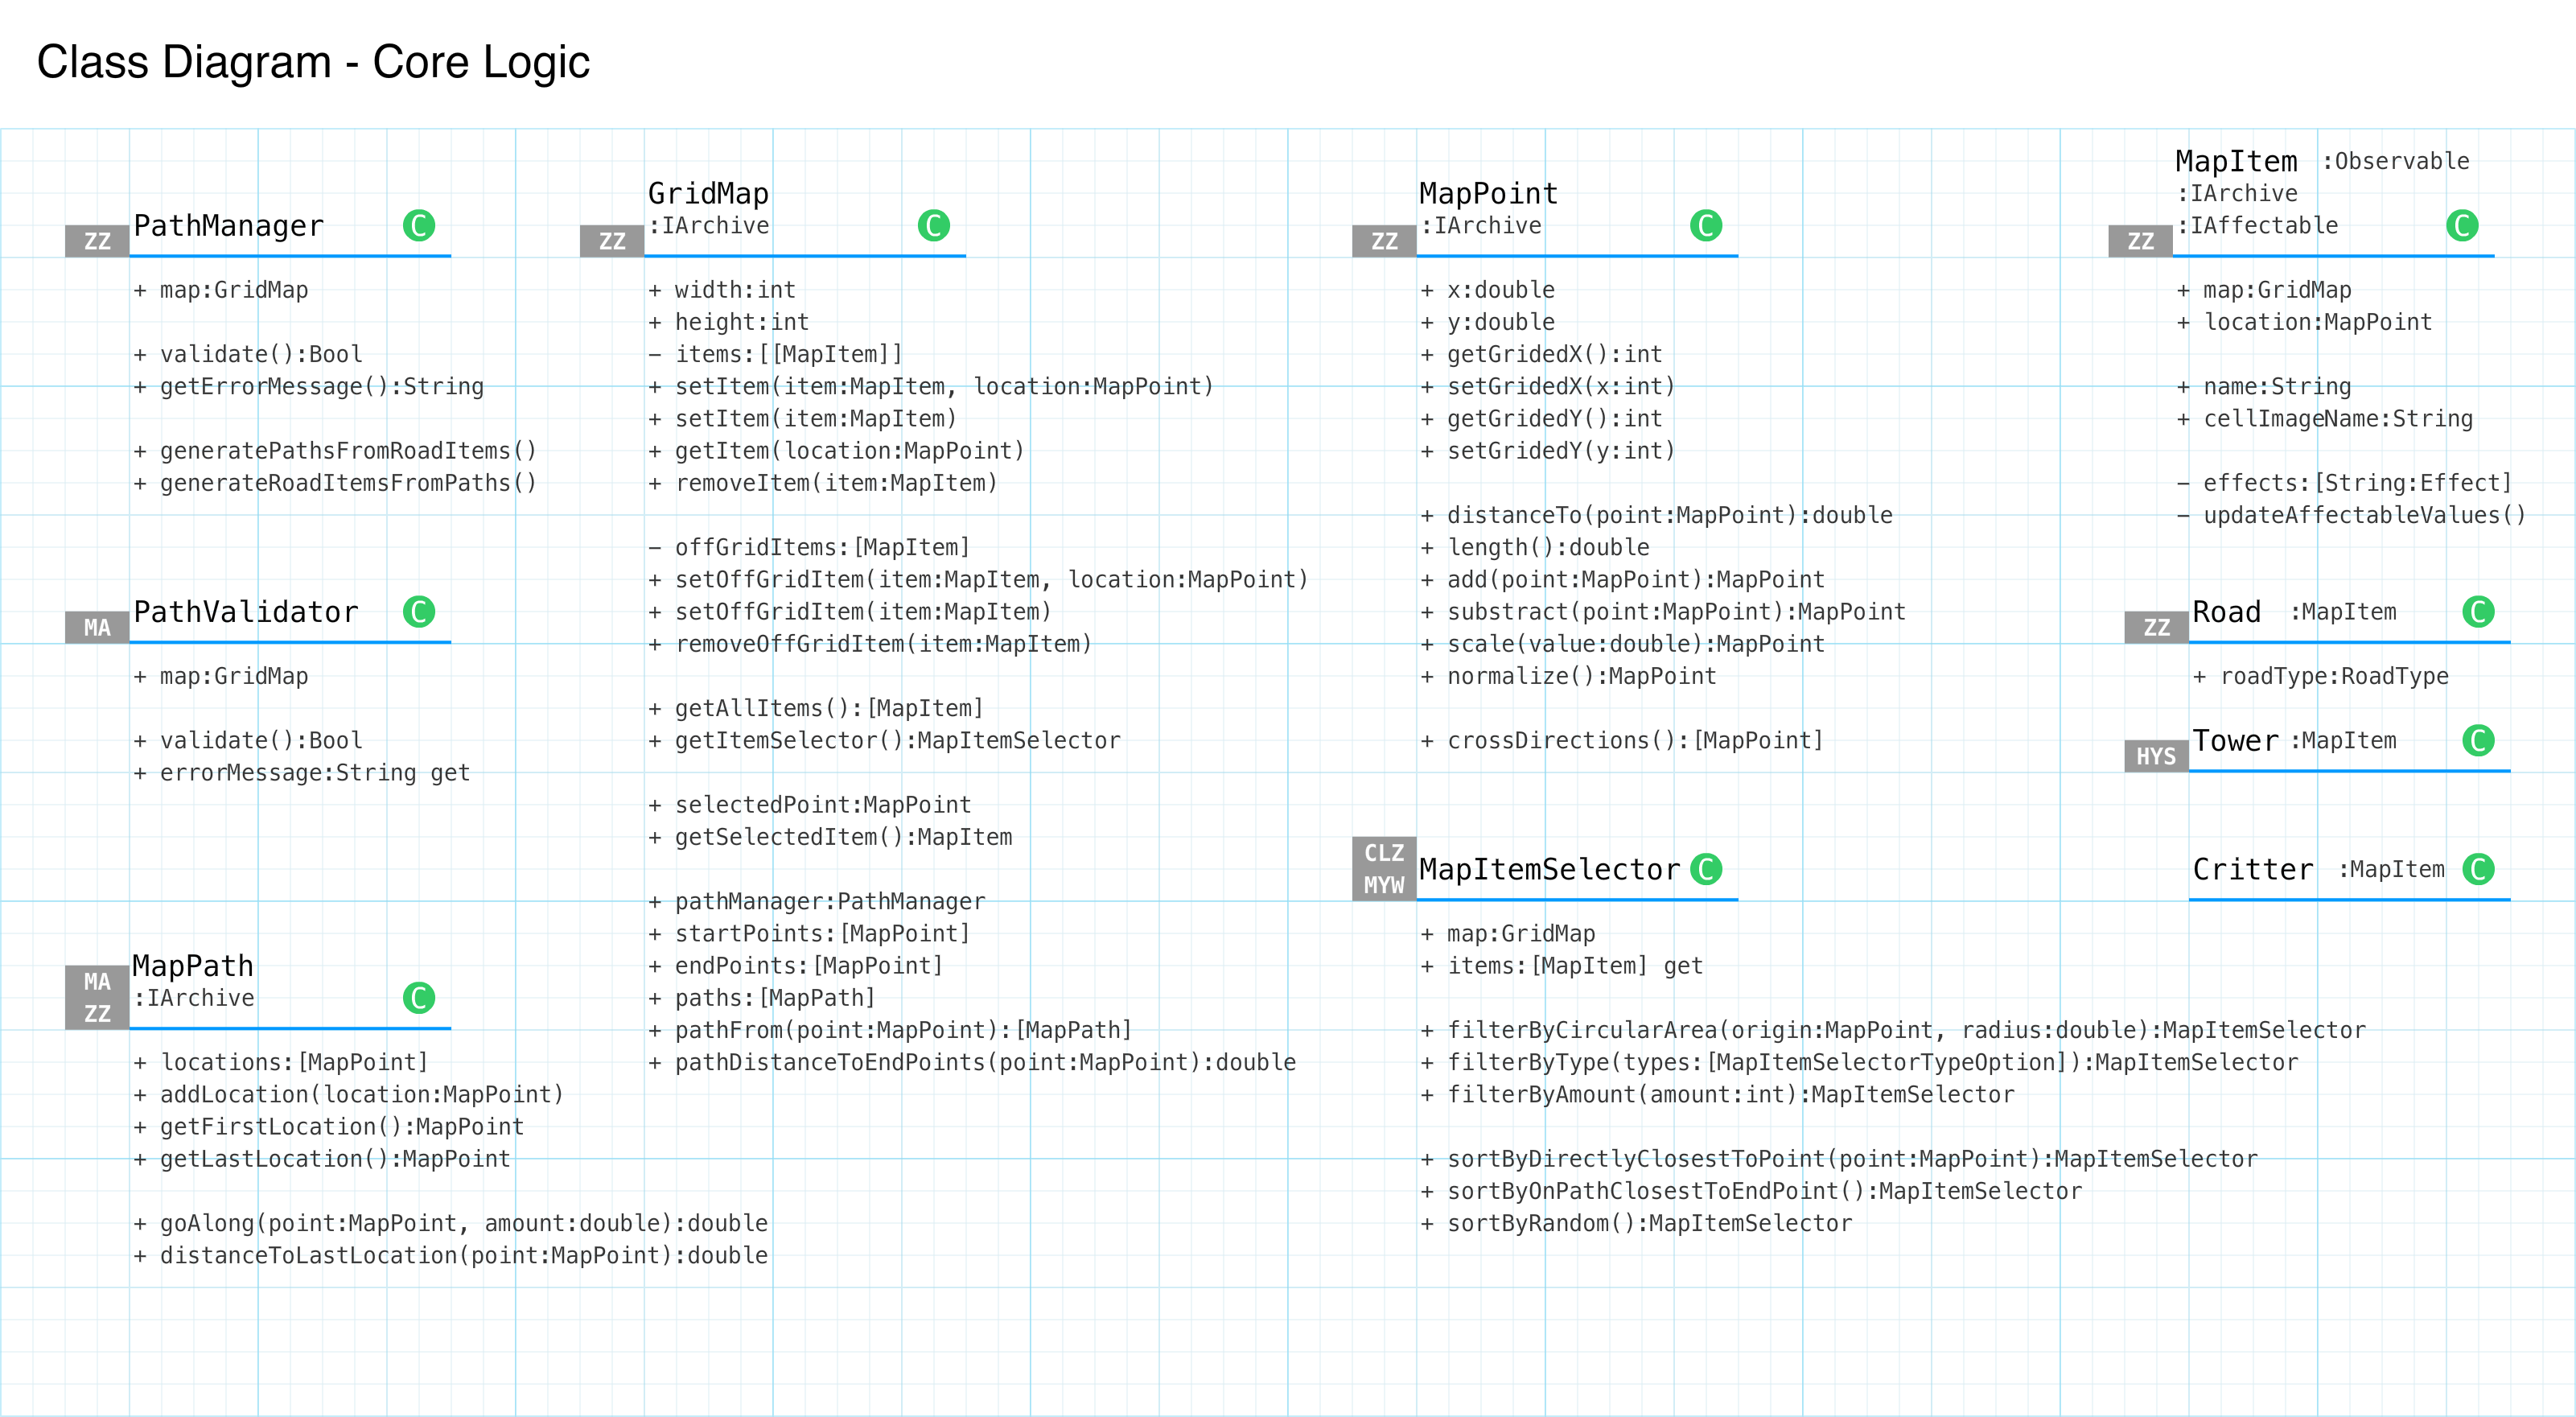 Class Diagram - Core Logic
ZZ
PathManager
C
+ map:GridMap
+ validate():Bool
+ getErrorMessage():String
+ generatePathsFromRoadItems()
+ generateRoadItemsFromPaths()
MA
PathValidator
C
+ map:GridMap
+ validate():Bool
+ errorMessage:String get
MA
ZZ
MapPath
:IArchive
C
+ locations:[MapPoint]
+ addLocation(location:MapPoint)
+ getFirstLocation():MapPoint
+ getLastLocation():MapPoint
+ goAlong(point:MapPoint, amount:double):double
+ distanceToLastLocation(point:MapPoint):double
ZZ
GridMap
:IArchive
C
+ width:int
+ height:int
− items:[[MapItem]]
+ setItem(item:MapItem, location:MapPoint)
+ setItem(item:MapItem)
+ getItem(location:MapPoint)
+ removeItem(item:MapItem)
− offGridItems:[MapItem]
+ setOffGridItem(item:MapItem, location:MapPoint)
+ setOffGridItem(item:MapItem)
+ removeOffGridItem(item:MapItem)
+ getAllItems():[MapItem]
+ getItemSelector():MapItemSelector
+ selectedPoint:MapPoint
+ getSelectedItem():MapItem
+ pathManager:PathManager
+ startPoints:[MapPoint]
+ endPoints:[MapPoint]
+ paths:[MapPath]
+ pathFrom(point:MapPoint):[MapPath]
+ pathDistanceToEndPoints(point:MapPoint):double
ZZ
MapPoint
:IArchive
C
+ x:double
+ y:double
+ getGridedX():int
+ setGridedX(x:int)
+ getGridedY():int
+ setGridedY(y:int)
+ distanceTo(point:MapPoint):double
+ length():double
+ add(point:MapPoint):MapPoint
+ substract(point:MapPoint):MapPoint
+ scale(value:double):MapPoint
+ normalize():MapPoint
+ crossDirections():[MapPoint]
CLZ
MYW
MapItemSelector
C
+ map:GridMap
+ items:[MapItem] get
+ filterByCircularArea(origin:MapPoint, radius:double):MapItemSelector
+ filterByType(types:[MapItemSelectorTypeOption]):MapItemSelector
+ filterByAmount(amount:int):MapItemSelector
+ sortByDirectlyClosestToPoint(point:MapPoint):MapItemSelector
+ sortByOnPathClosestToEndPoint():MapItemSelector
+ sortByRandom():MapItemSelector
ZZ
MapItem :Observable
:IArchive
:IAffectable
C
+ map:GridMap
+ location:MapPoint
+ name:String
+ cellImageName:String
− effects:[String:Effect]
− updateAffectableValues()
ZZ
Road :MapItem
C
+ roadType:RoadType
HYS
Tower :MapItem
C
Critter :MapItem
C